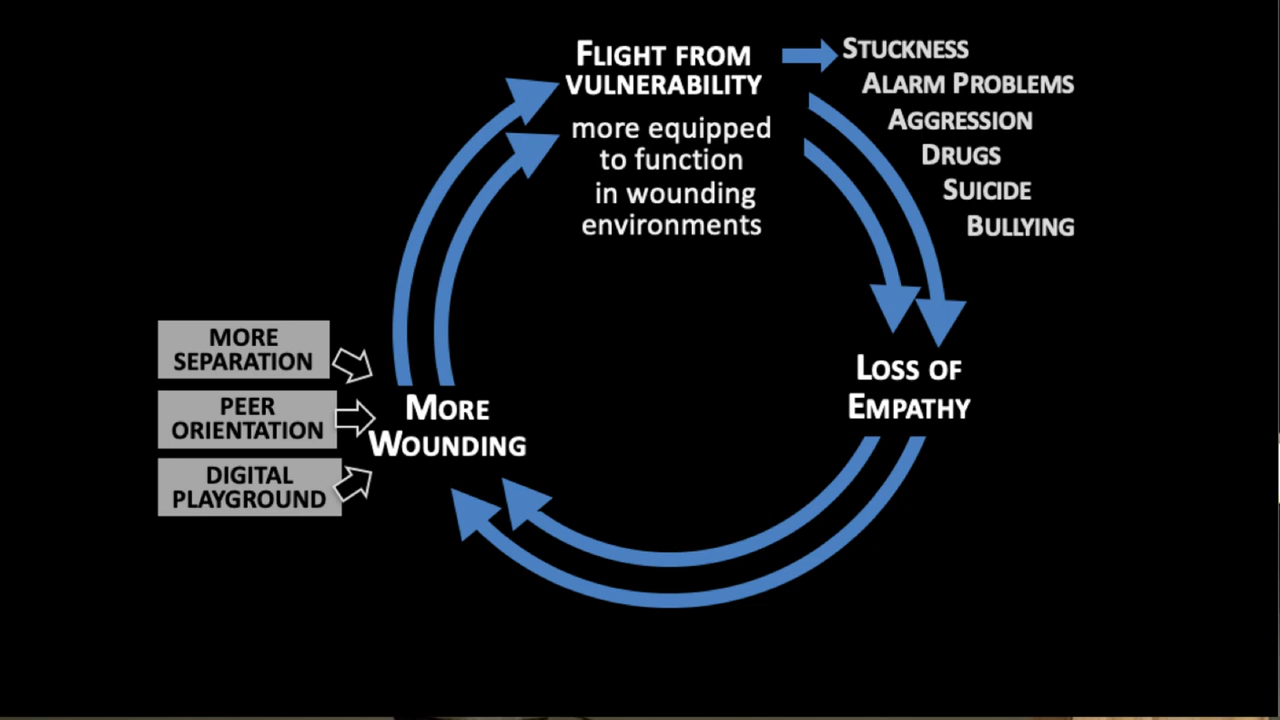 FLIGHT FROM
VULNERABILITY
more equipped
to function
in wounding
environments
STUCKNESS
ALARM PROBLEMS
AGGRESSION
DRUGS
SUICIDE
BULLYING
LOSS OF
EMPATHY
MORE
WOUNDING
MORE
SEPARATION
PEER
ORIENTATION
DIGITAL
PLAYGROUND